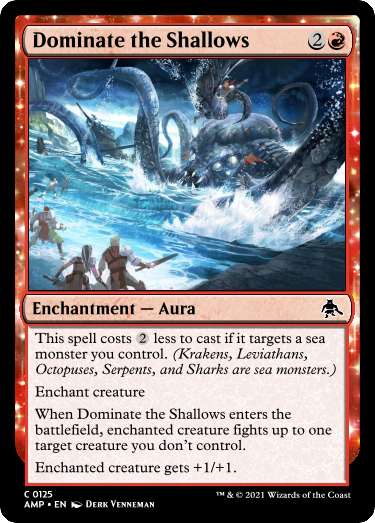 Dominate the Shallows 2
Enchantment — Aura
This spell costs 2 less to cast if it targets a sea
monster you control. (Krakens, Leviathans,
Octopuses, Serpents, and Sharks are sea monsters.)
Enchant creature
When Dominate the Shallows enters the
battlefield, enchanted creature fights up to one
target creature you don't control.
Enchanted creature gets +1/+1.
C 0125
AMP • EN DERK VENNEMAN ™ & © 2021 Wizards of the Coast